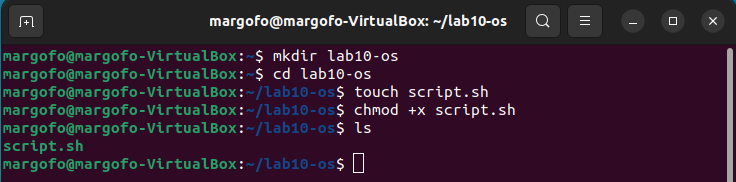 margofo@margofo-VirtualBox: ~/lab10-os
margofo@margofo-VirtualBox:~$ mkdir lab10-os
margofo@margofo-VirtualBox:~$ cd lab10-os
margofo@margofo-VirtualBox:~/lab10-os$ touch script.sh
margofo@margofo-VirtualBox:~/lab10-os$ chmod +x script.sh
margofo@margofo-VirtualBox:~/lab10-os$ ls
script.sh
margofo@margofo-VirtualBox:~/lab10-os$